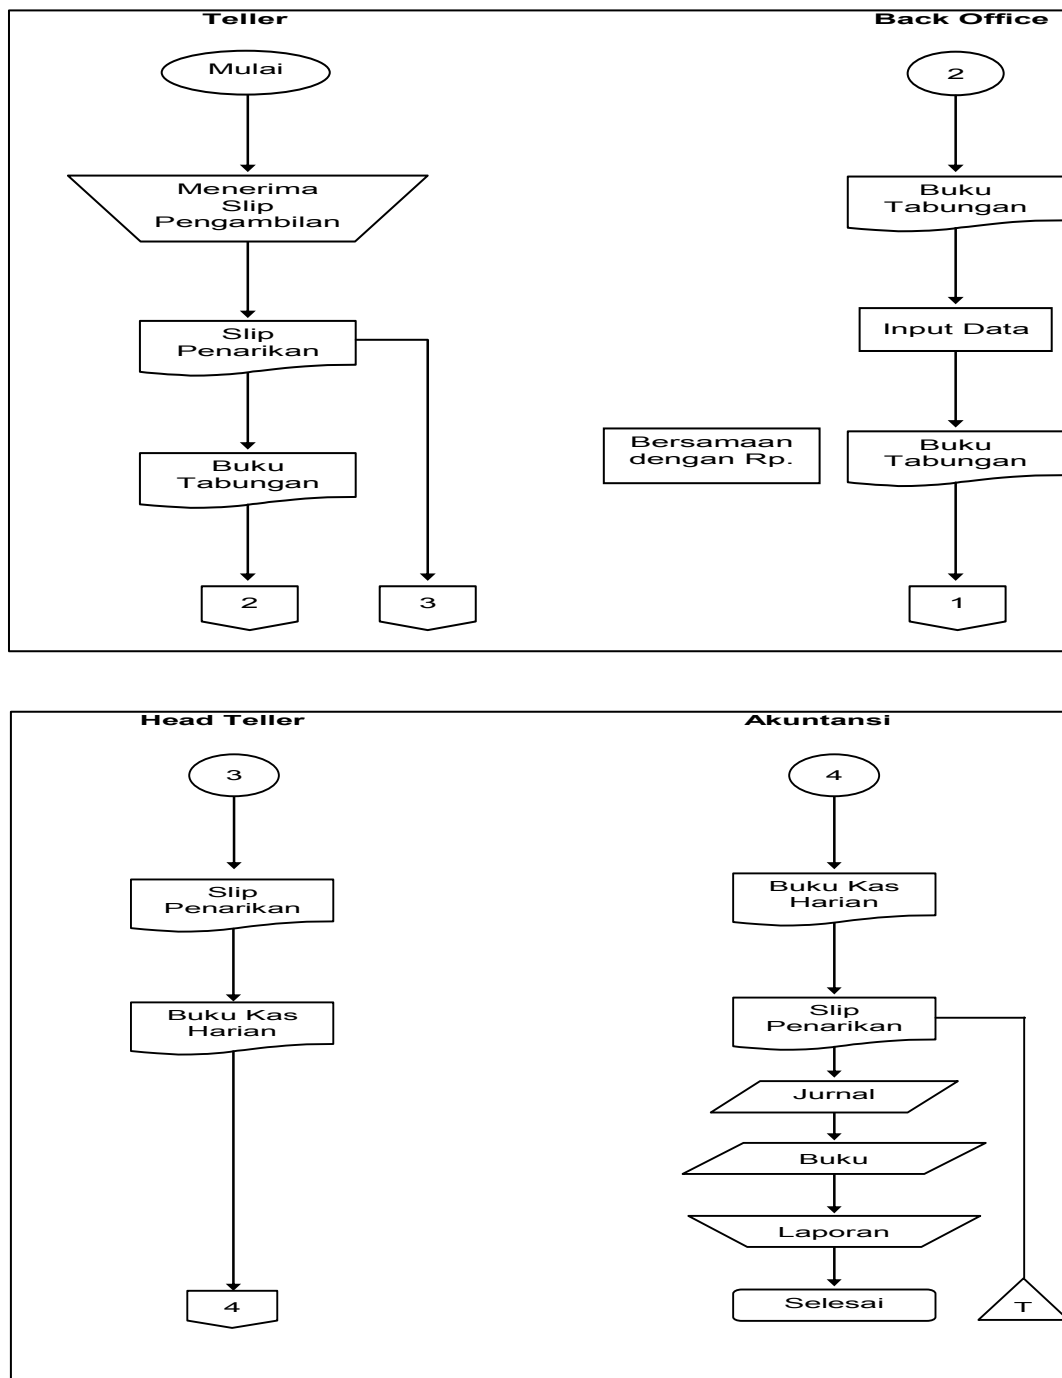 Teller
Mulai
Menerima
Slip
Pengambilan
Slip
Penarikan
Buku
Tabungan
2
3
Back Office
2
Buku
Tabungan
Input Data
Bersamaan
dengan Rp.
Buku
Tabungan
1
Head Teller
3
Slip
Penarikan
Buku Kas
Harian
4
Akuntansi
4
Buku Kas
Harian
Slip
Penarikan
Jurnal
Buku
Laporan
Selesai
T